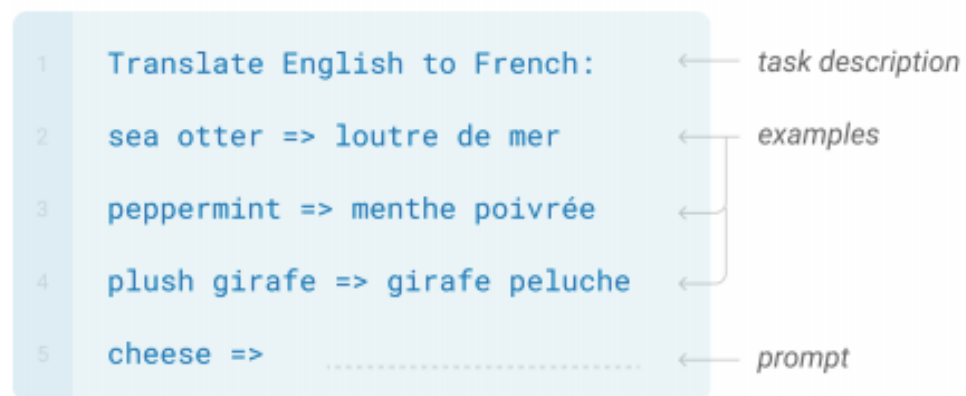 1 Translate English to French: task description
2 sea otter => loutre de mer examples
3 peppermint => menthe poivrée
4 plush girafe => girafe peluche
5 cheese => prompt